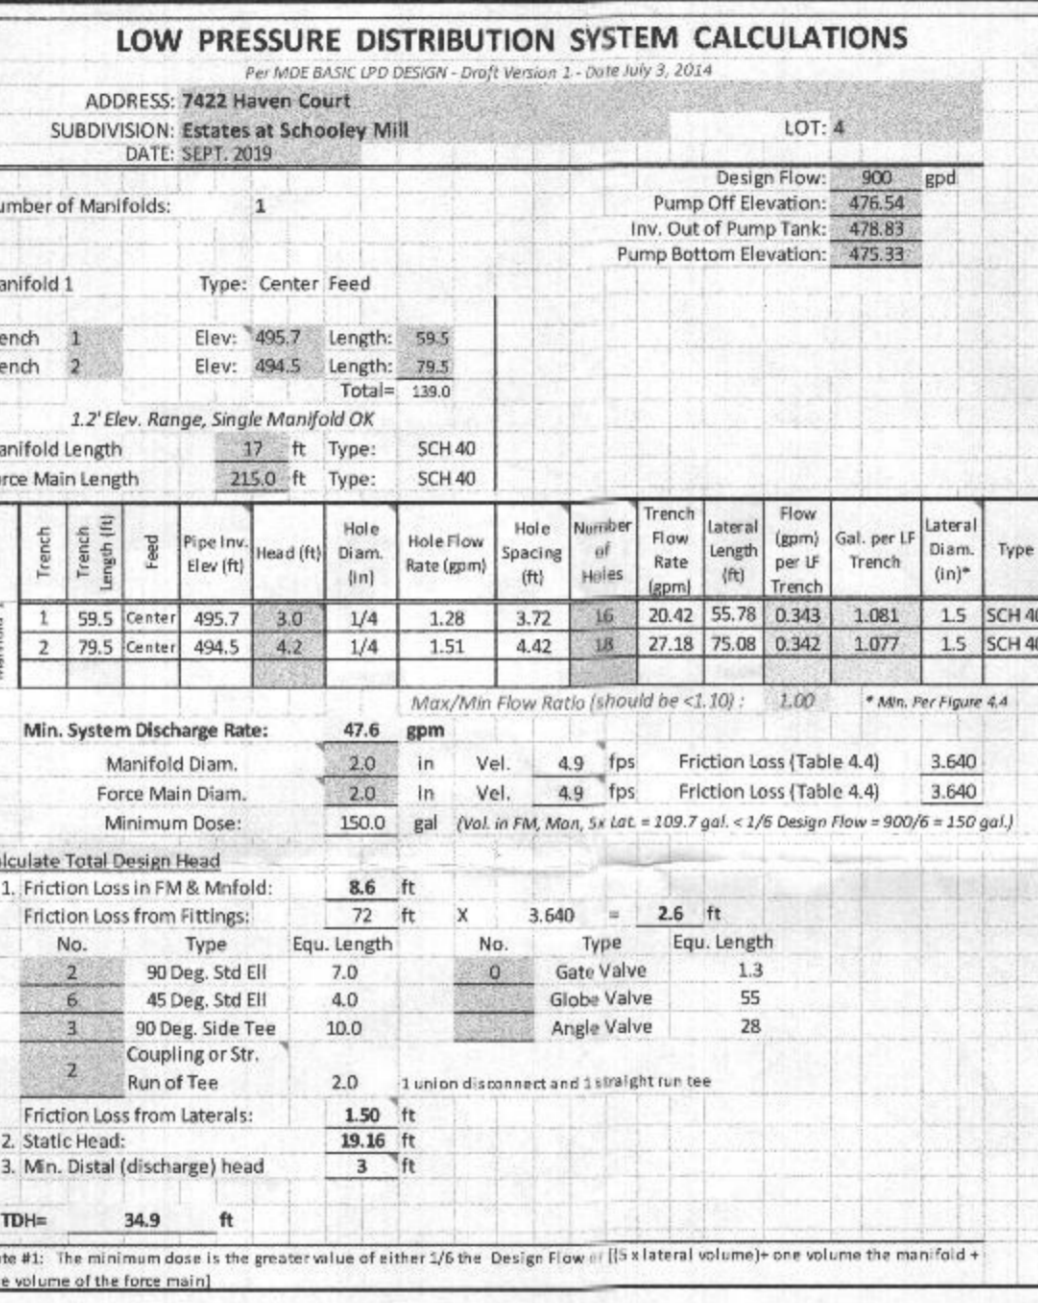 LOW PRESSURE DISTRIBUTION SYSTEM CALCULATIONS
Per MDE BASIC LPD DESIGN - Draft Version 1 - Date July 3, 2014
ADDRESS: 7422 Haven Court
SUBDIVISION: Estates at Schooley Mill LOT: 4
DATE: SEPT. 2019
Design Flow: 900 gpd
umber of Manifolds: 1 Pump Off Elevation: 476.54
Inv. Out of Pump Tank: 478.83
Pump Bottom Elevation: 475.33
anifold 1 Type: Center Feed
ench 1 Elev: 495.7 Length: 59.5
ench 2 Elev: 494.5 Length: 79.5
Total= 139.0
1.2' Elev. Range, Single Manifold OK
anifold Length 17 ft Type: SCH 40
rce Main Length 215.0 ft Type: SCH 40
Trench Trench Length (ft) Feed Pipe Inv. Elev (ft) Head (ft) Hole Diam. (in) Hole Flow Rate (gpm) Hole Spacing (ft) Number of Holes Trench Flow Rate (gpm) Lateral Length (ft) Flow (gpm) per LF Trench Gal. per LF Trench Lateral Diam. (in)* Type
1 59.5 Center 495.7 3.0 1/4 1.28 3.72 16 20.42 55.78 0.343 1.081 1.5 SCH 40
2 79.5 Center 494.5 4.2 1/4 1.51 4.42 18 27.18 75.08 0.342 1.077 1.5 SCH 40
Max/Min Flow Ratio (should be <1.10) : 1.00 * Min. Per Figure 4.4
Min. System Discharge Rate: 47.6 gpm
Manifold Diam. 2.0 in Vel. 4.9 fps Friction Loss (Table 4.4) 3.640
Force Main Diam. 2.0 in Vel. 4.9 fps Friction Loss (Table 4.4) 3.640
Minimum Dose: 150.0 gal (Vol. in FM, Man, 5x Lat. = 109.7 gal. < 1/6 Design Flow = 900/6 = 150 gal.)
lculate Total Design Head
1. Friction Loss in FM & Mnfold: 8.6 ft
Friction Loss from Fittings: 72 ft X 3.640 = 2.6 ft
No. Type Equ. Length No. Type Equ. Length
2 90 Deg. Std Ell 7.0 0 Gate Valve 1.3
6 45 Deg. Std Ell 4.0 Globe Valve 55
3 90 Deg. Side Tee 10.0 Angle Valve 28
Coupling or Str.
2 Run of Tee 2.0 1 union disconnect and 1 straight run tee
Friction Loss from Laterals: 1.50 ft
2. Static Head: 19.16 ft
3. Min. Distal (discharge) head 3 ft
TDH= 34.9 ft
te #1: The minimum dose is the greater value of either 1/6 the Design Flow [(5 x lateral volume)+ one volume the manifold +
e volume of the force main]